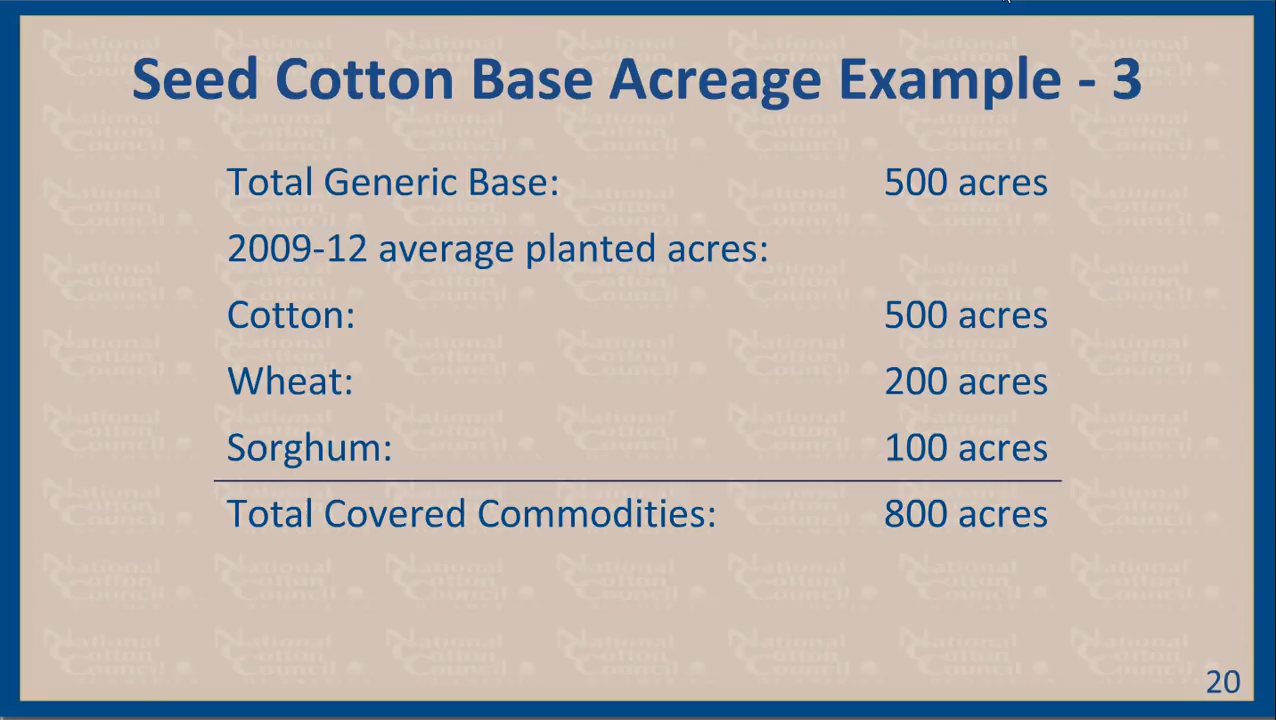 Seed Cotton Base Acreage Example - 3
Total Generic Base: 500 acres
2009-12 average planted acres:
Cotton: 500 acres
Wheat: 200 acres
Sorghum: 100 acres
Total Covered Commodities: 800 acres
20